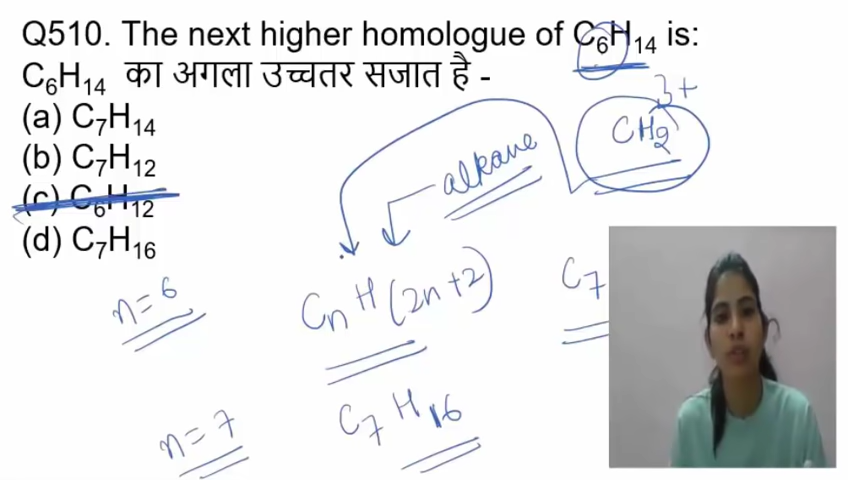 Q510. The next higher homologue of C₆H₁₄ is:
C₆H₁₄ का अगला उच्चतर सजात है -
(a) C₇H₁₄
(b) C₇H₁₂
(c) C₆H₁₂
(d) C₇H₁₆
CH₂
alkane
n=6
CnH(2n+2)
C₇
n=7
C₇H₁₆